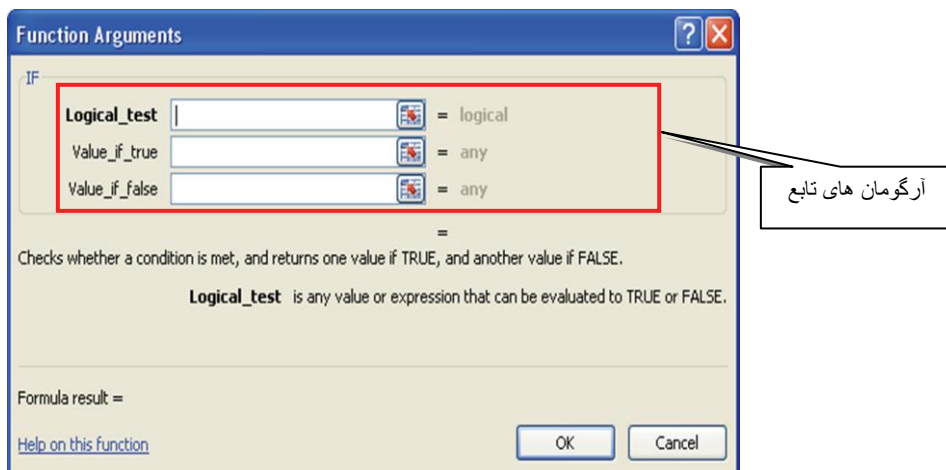 Function Arguments
IF
Logical_test = logical
Value_if_true = any
Value_if_false = any
=
Checks whether a condition is met, and returns one value if TRUE, and another value if FALSE.
Logical_test is any value or expression that can be evaluated to TRUE or FALSE.
Formula result =
Help on this function
OK
Cancel
آرگومان های تابع